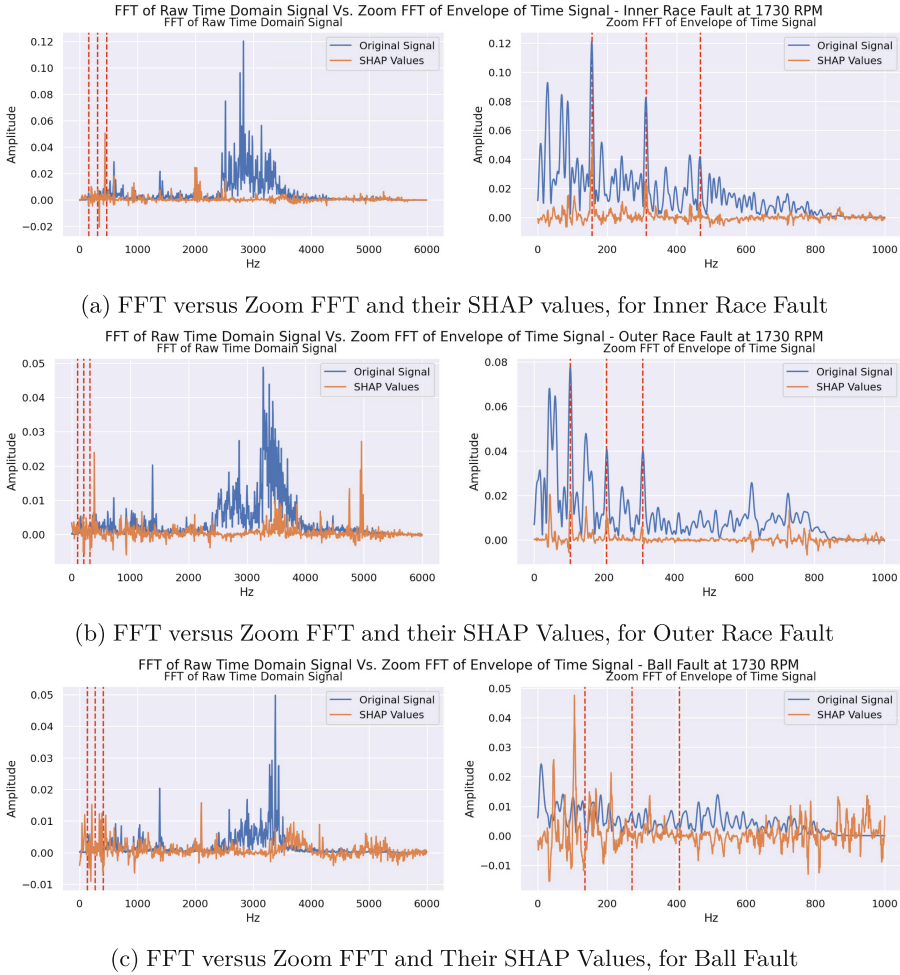 FFT of Raw Time Domain Signal Vs. Zoom FFT of Envelope of Time Signal - Inner Race Fault at 1730 RPM
FFT of Raw Time Domain Signal
Zoom FFT of Envelope of Time Signal
Original Signal
SHAP Values
Original Signal
SHAP Values
0.12
0.10
0.08
0.06
0.04
0.02
0.00
−0.02
Amplitude
0 1000 2000 3000 4000 5000 6000
Hz
0.12
0.10
0.08
0.06
0.04
0.02
0.00
Amplitude
0 200 400 600 800 1000
Hz
(a) FFT versus Zoom FFT and their SHAP values, for Inner Race Fault
FFT of Raw Time Domain Signal Vs. Zoom FFT of Envelope of Time Signal - Outer Race Fault at 1730 RPM
FFT of Raw Time Domain Signal
Zoom FFT of Envelope of Time Signal
Original Signal
SHAP Values
Original Signal
SHAP Values
0.05
0.04
0.03
0.02
0.01
0.00
Amplitude
0 1000 2000 3000 4000 5000 6000
Hz
0.08
0.06
0.04
0.02
0.00
Amplitude
0 200 400 600 800 1000
Hz
(b) FFT versus Zoom FFT and their SHAP Values, for Outer Race Fault
FFT of Raw Time Domain Signal Vs. Zoom FFT of Envelope of Time Signal - Ball Fault at 1730 RPM
FFT of Raw Time Domain Signal
Zoom FFT of Envelope of Time Signal
Original Signal
SHAP Values
Original Signal
SHAP Values
0.05
0.04
0.03
0.02
0.01
0.00
−0.01
Amplitude
0 1000 2000 3000 4000 5000 6000
Hz
0.05
0.04
0.03
0.02
0.01
0.00
−0.01
Amplitude
0 200 400 600 800 1000
Hz
(c) FFT versus Zoom FFT and Their SHAP Values, for Ball Fault